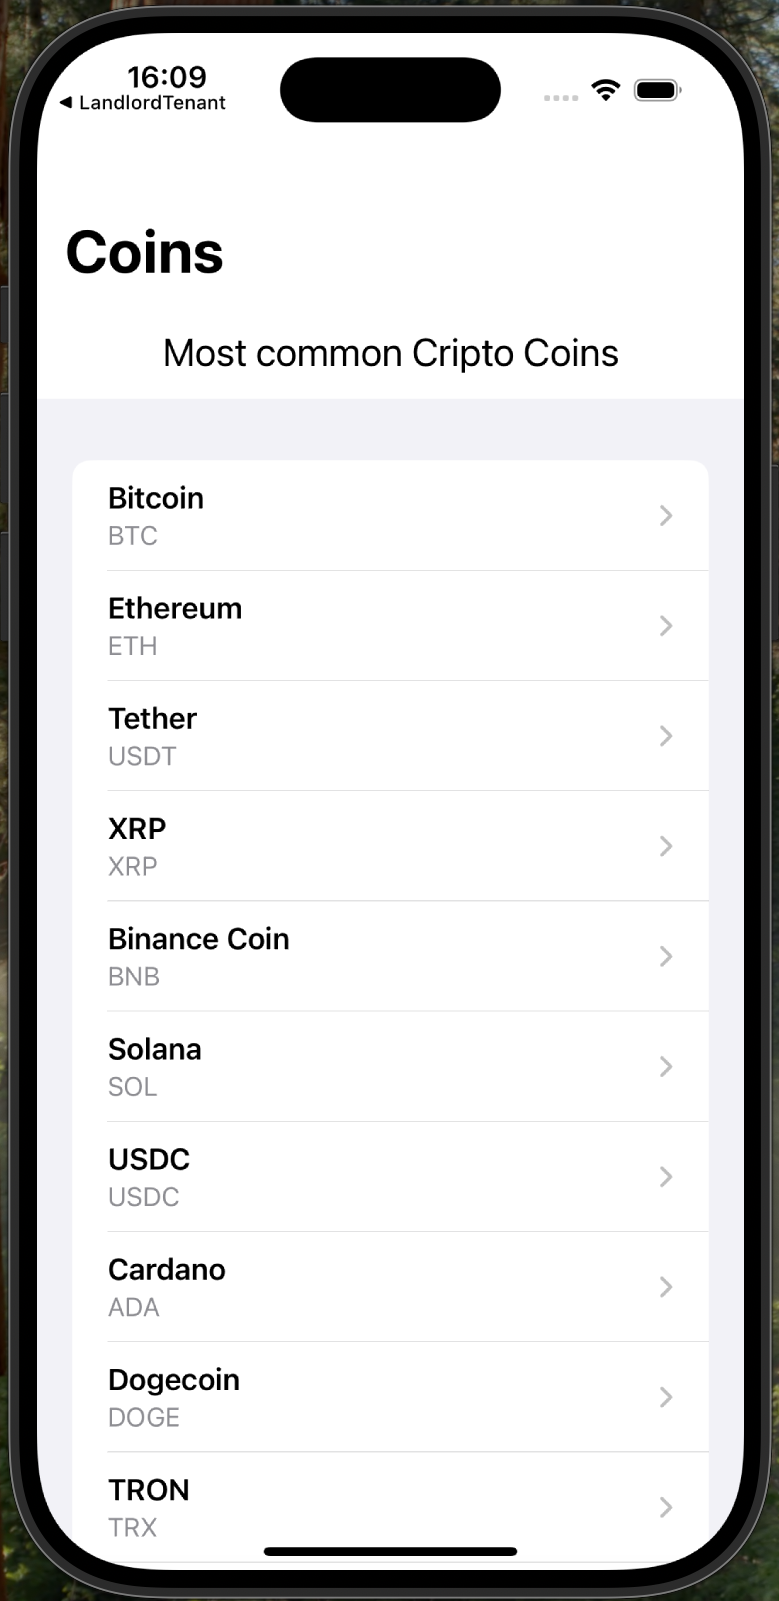 16:09
◀ LandlordTenant
Coins
Most common Cripto Coins
Bitcoin
BTC
Ethereum
ETH
Tether
USDT
XRP
XRP
Binance Coin
BNB
Solana
SOL
USDC
USDC
Cardano
ADA
Dogecoin
DOGE
TRON
TRX